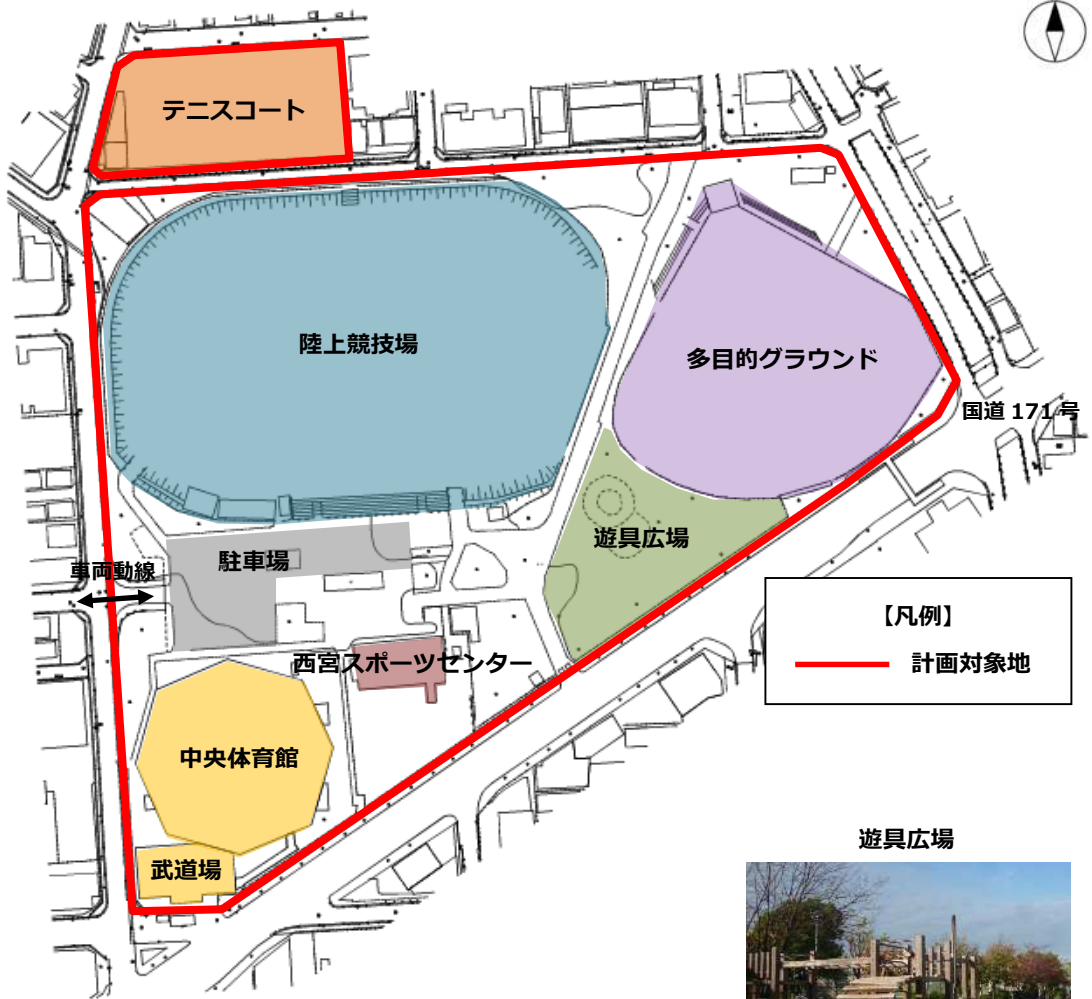 テニスコート
陸上競技場
多目的グラウンド
国道 171 号
遊具広場
駐車場
車両動線
【凡例】
計画対象地
西宮スポーツセンター
中央体育館
武道場
遊具広場